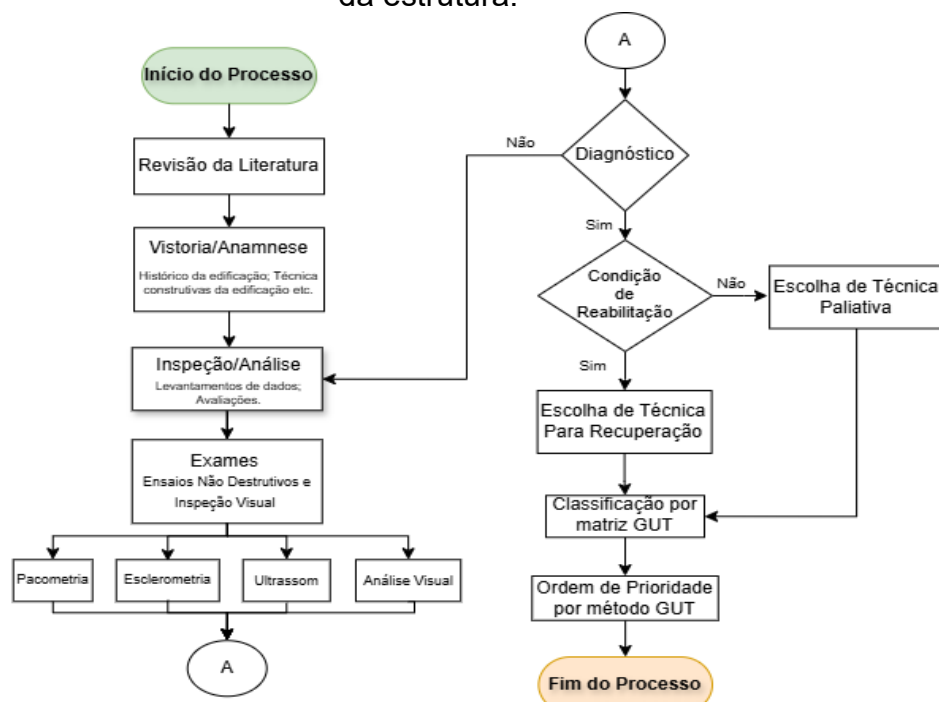 da estrutura.
Início do Processo
Revisão da Literatura
Vistoria/Anamnese
Histórico da edificação; Técnica
construtivas da edificação etc.
Inspeção/Análise
Levantamentos de dados;
Avaliações.
Exames
Ensaios Não Destrutivos e
Inspeção Visual
Pacometria
Esclerometria
Ultrassom
Análise Visual
A
A
Diagnóstico
Não
Sim
Condição
de
Reabilitação
Não
Escolha de Técnica
Paliativa
Sim
Escolha de Técnica
Para Recuperação
Classificação por
matriz GUT
Ordem de Prioridade
por método GUT
Fim do Processo